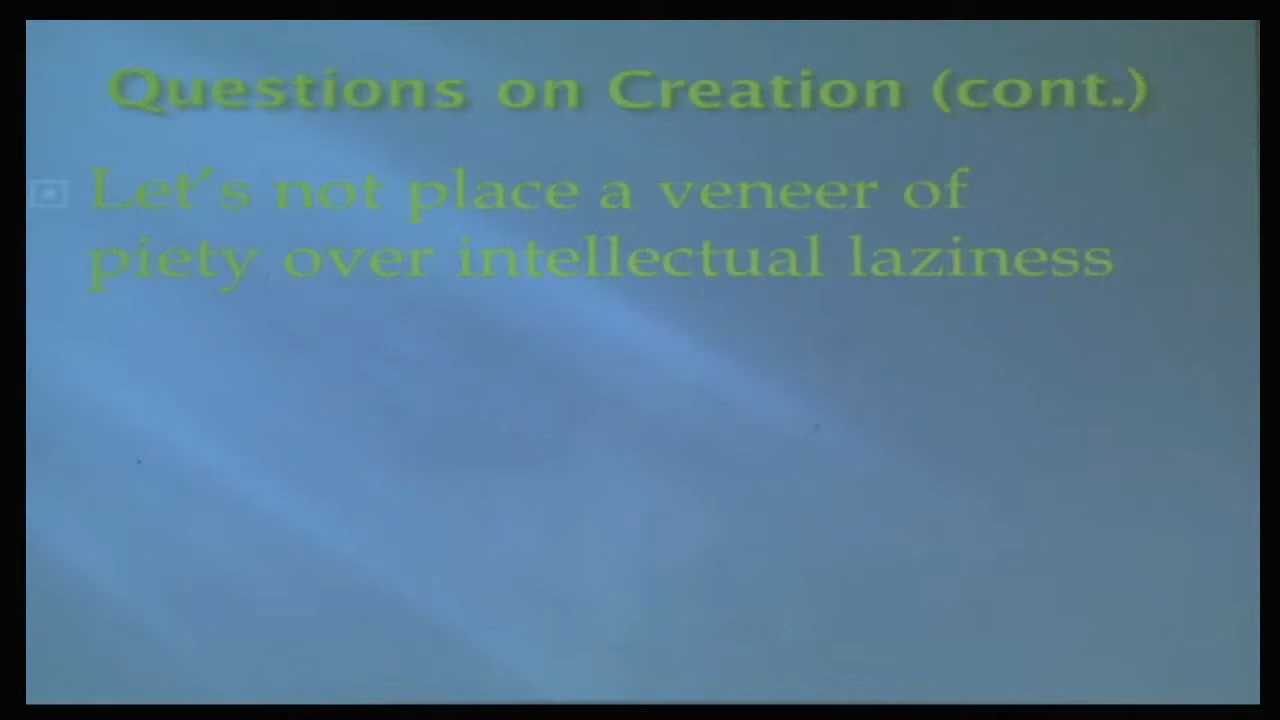 Questions on Creation (cont.)
Let's not place a veneer of
piety over intellectual laziness